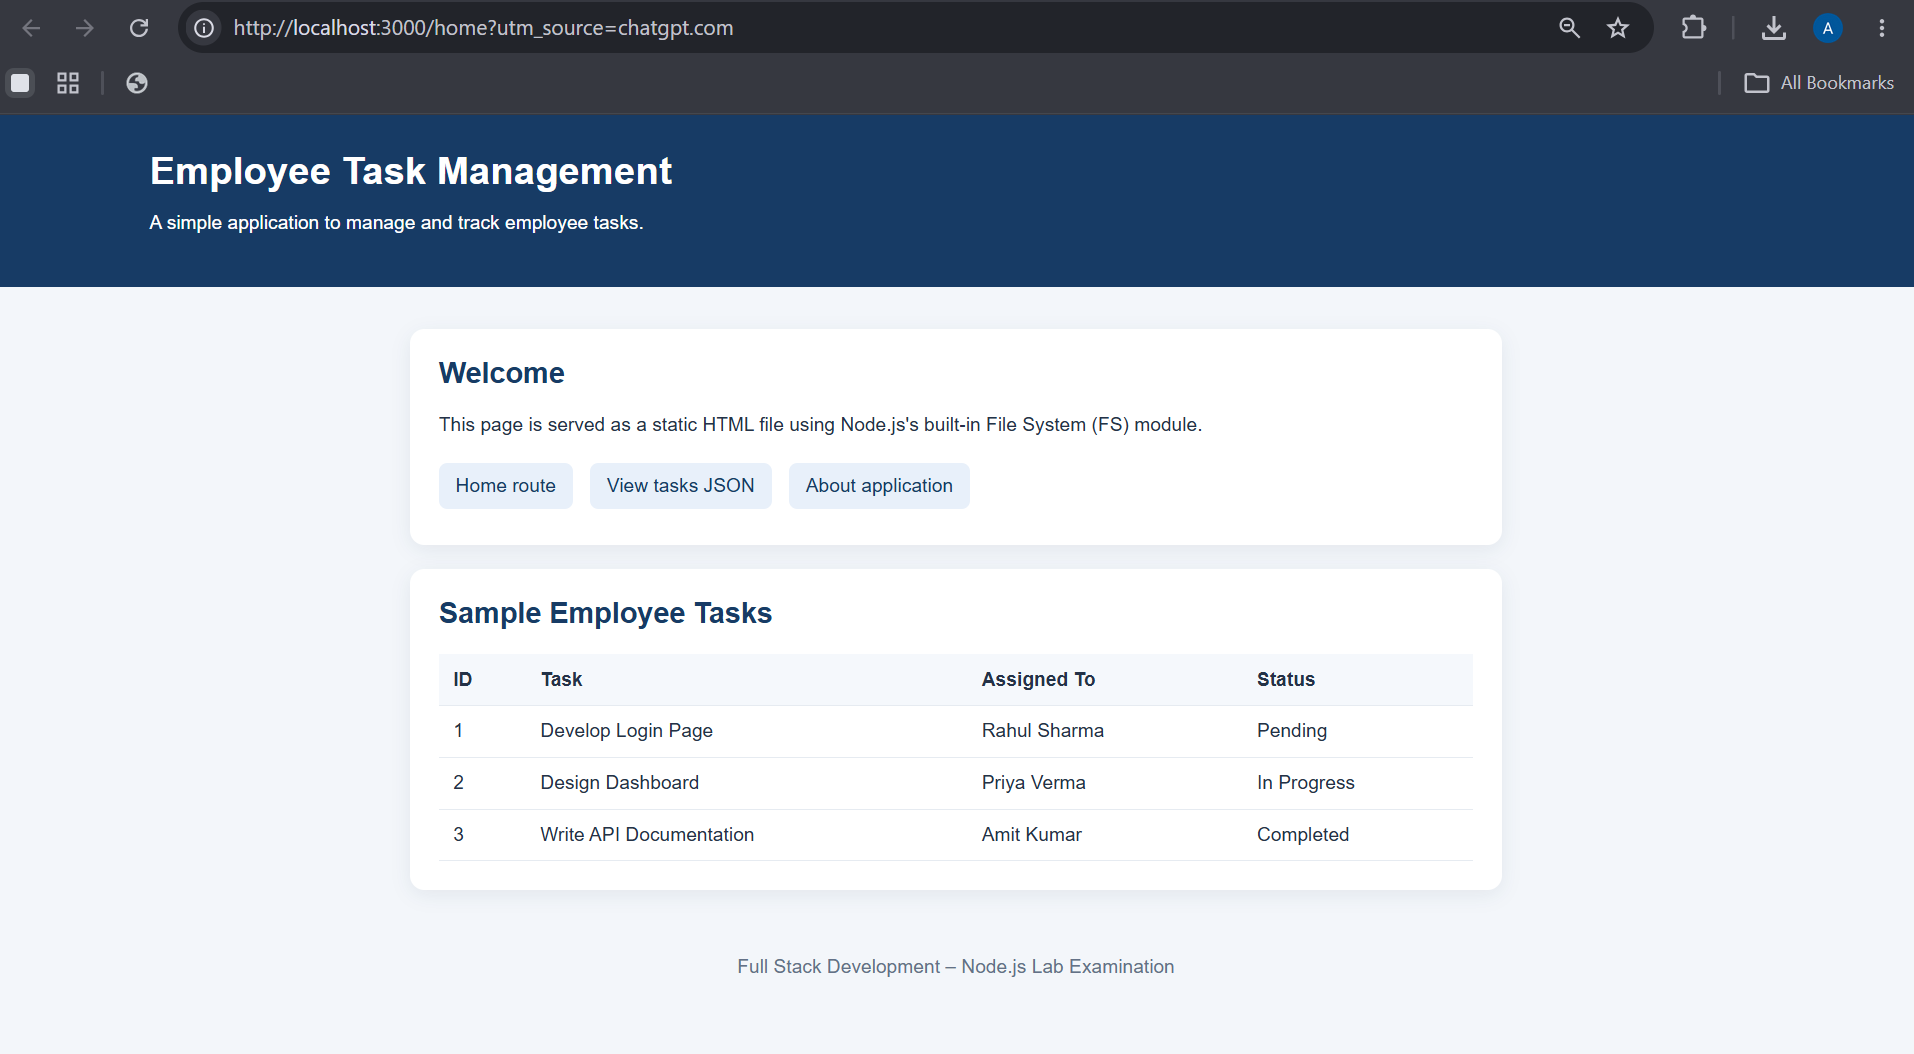 http://localhost:3000/home?utm_source=chatgpt.com
A
All Bookmarks
Employee Task Management
A simple application to manage and track employee tasks.
Welcome
This page is served as a static HTML file using Node.js's built-in File System (FS) module.
Home route View tasks JSON About application
Sample Employee Tasks
ID Task Assigned To Status
1 Develop Login Page Rahul Sharma Pending
2 Design Dashboard Priya Verma In Progress
3 Write API Documentation Amit Kumar Completed
Full Stack Development – Node.js Lab Examination